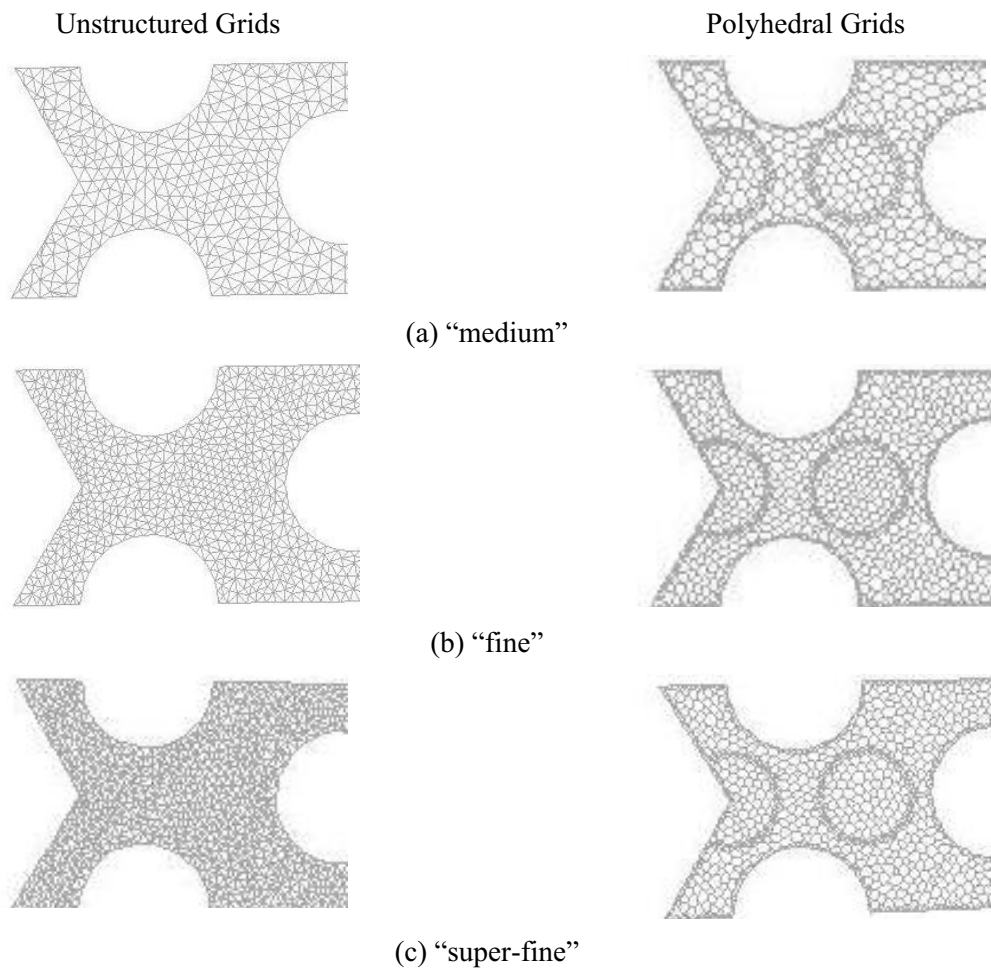 Unstructured Grids
Polyhedral Grids
(a) “medium”
(b) “fine”
(c) “super-fine”